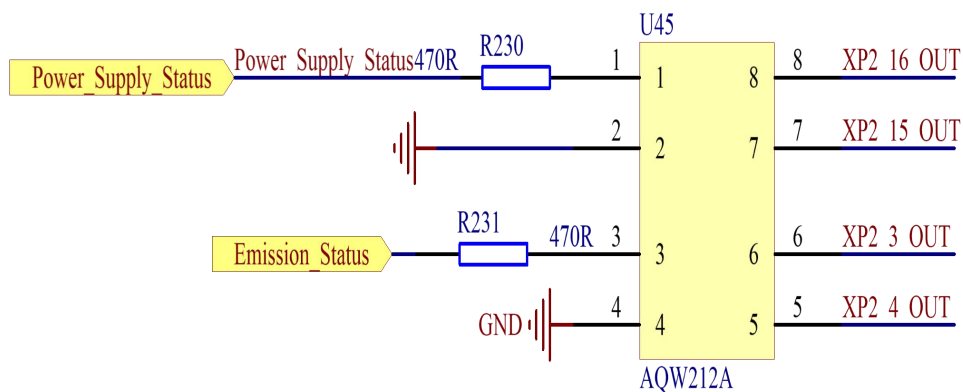 U45
Power_Supply_Status Power Supply Status 470R R230 1 1 8 8 XP2 16 OUT
2 2 7 7 XP2 15 OUT
R231
Emission_Status 470R 3 3 6 6 XP2 3 OUT
GND 4 4 5 5 XP2 4 OUT
AQW212A